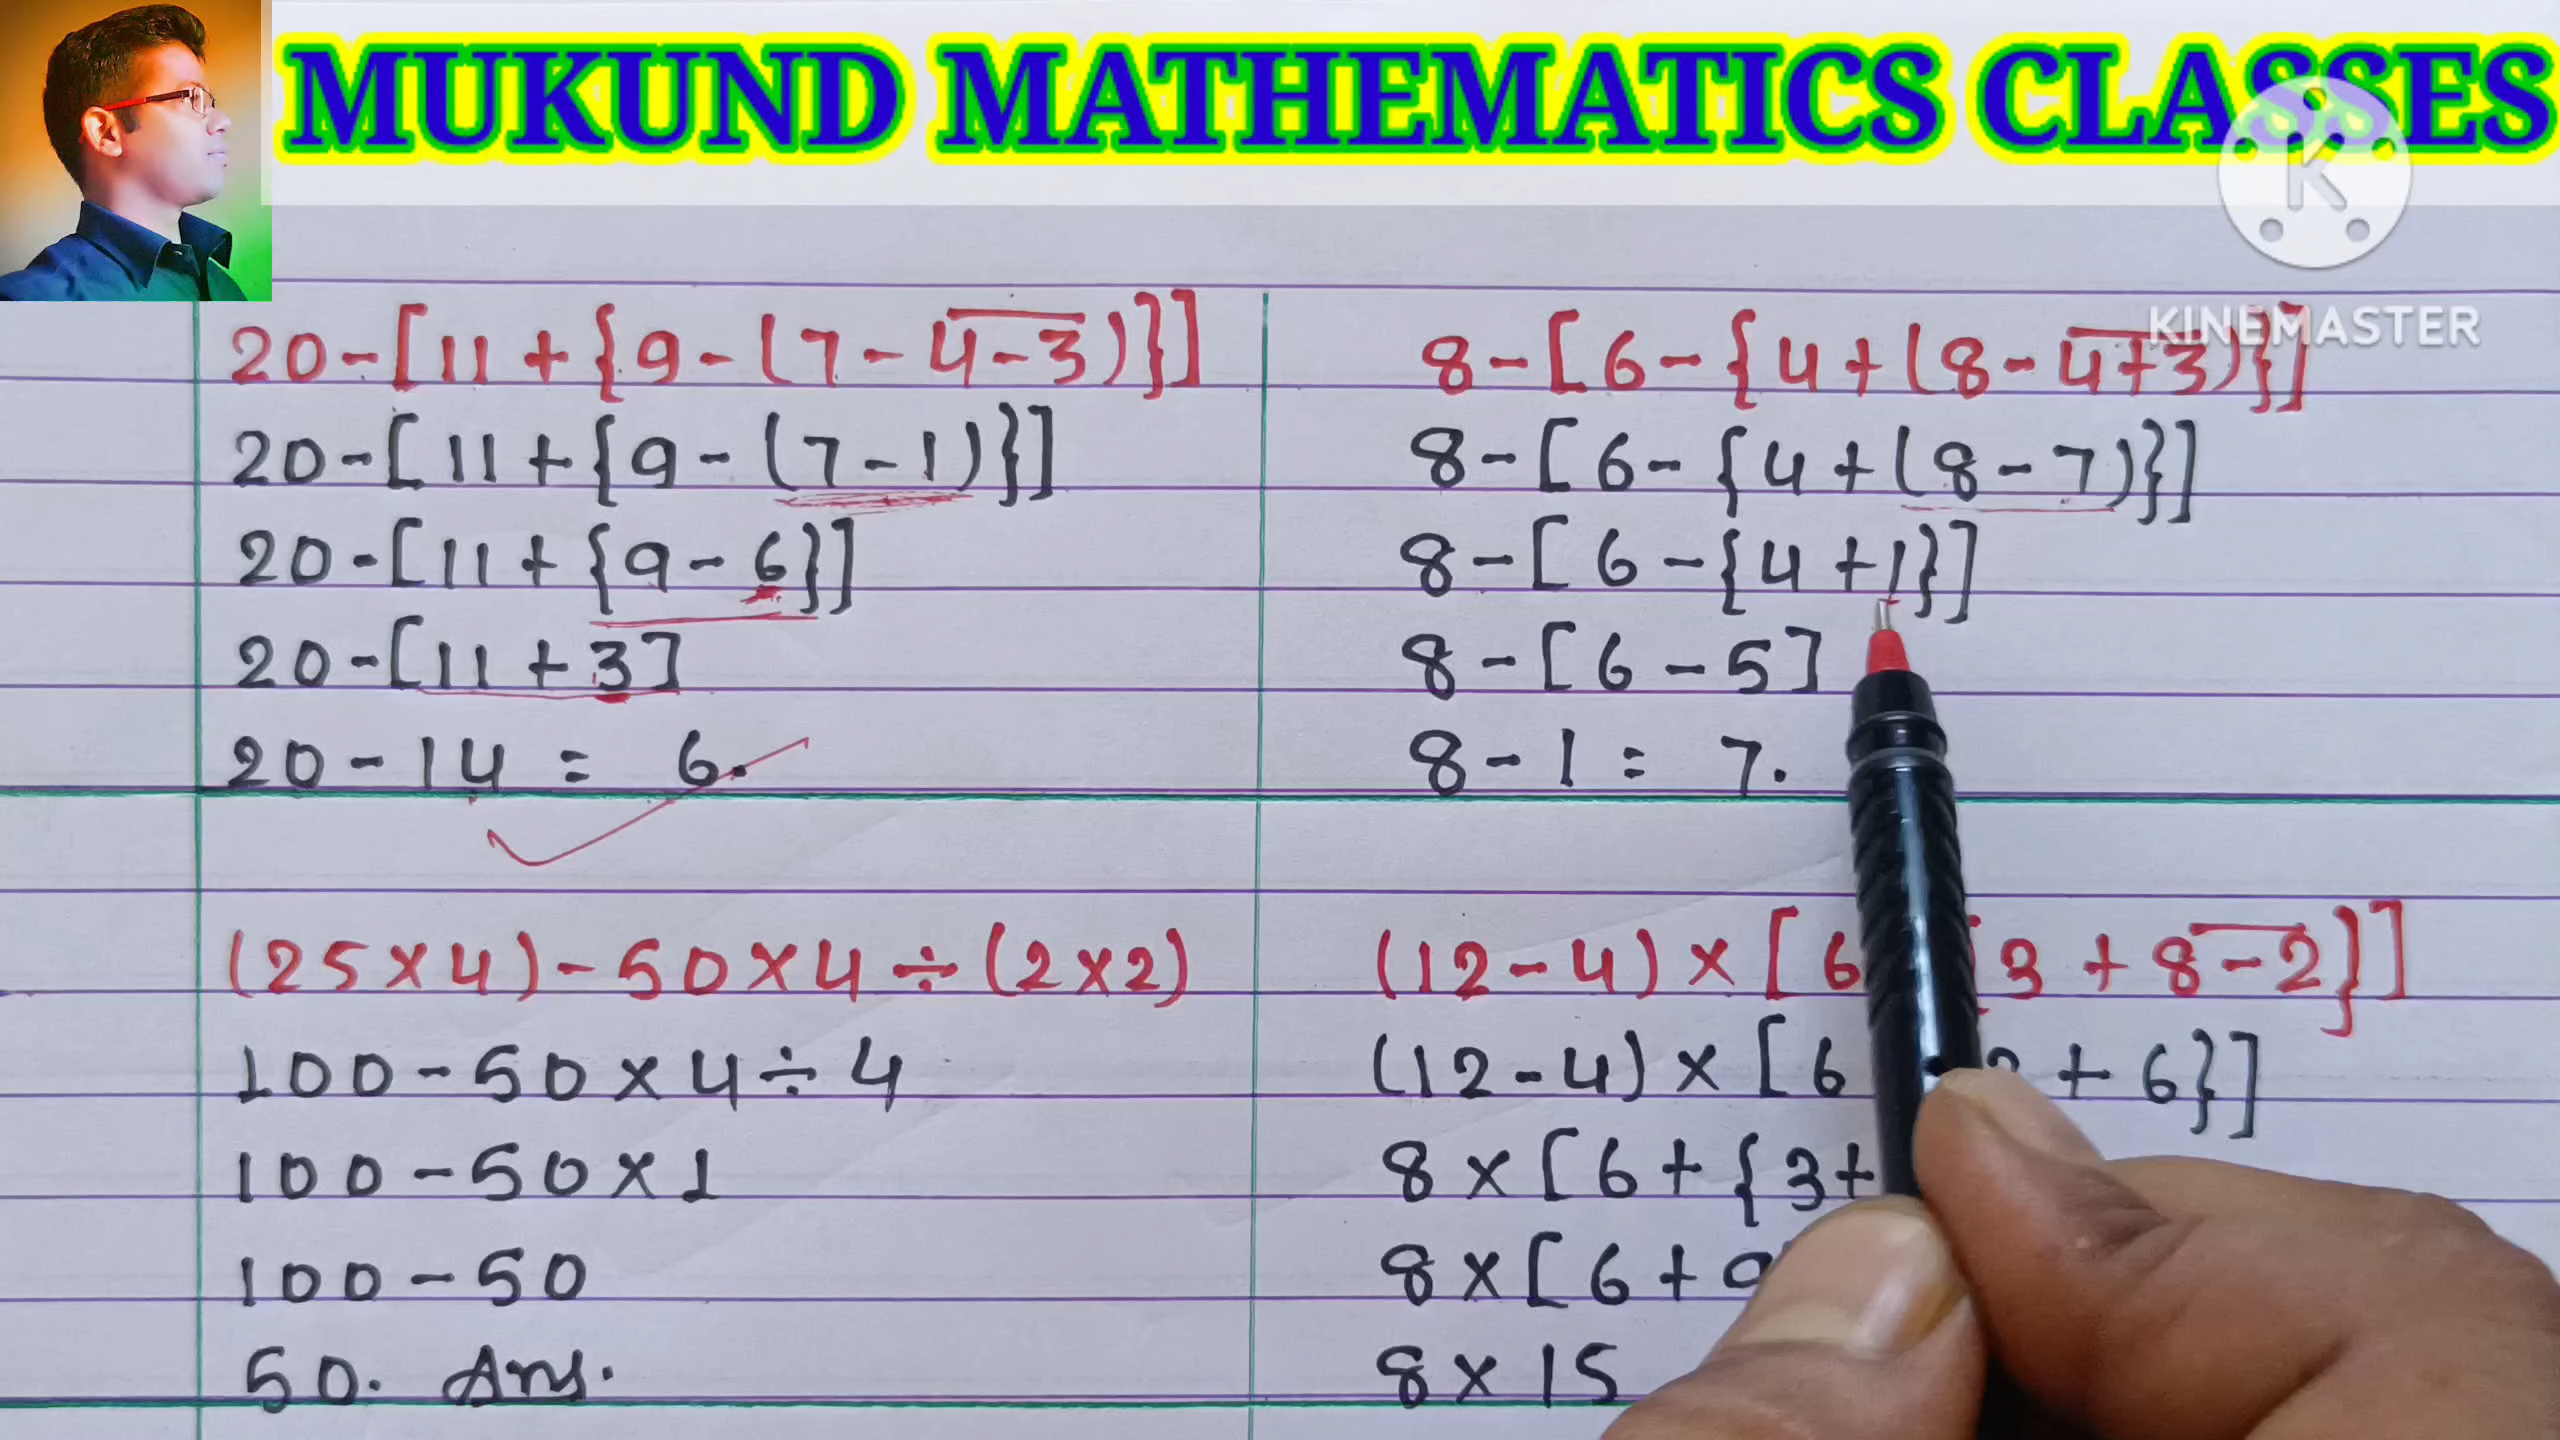 MUKUND MATHEMATICS CLASSES
K
KINEMASTER
20-[11+{9-(7-4̅-̅3̅)}]
20-[11+{9-(7-1)}]
20-[11+{9-6}]
20-[11+3]
20-14 = 6.
8-[6-{4+(8-4̅+̅3̅)}]
8-[6-{4+(8-7)}]
8-[6-{4+1}]
8-[6-5]
8-1 = 7.
(25×4)-50×4÷(2×2)
100-50×4÷4
100-50×1
100-50
50. Ans.
(12-4)×[6 3+8̅-̅2̅}]
(12-4)×[6 +6}]
8×[6+{3+
8×[6+
8×15